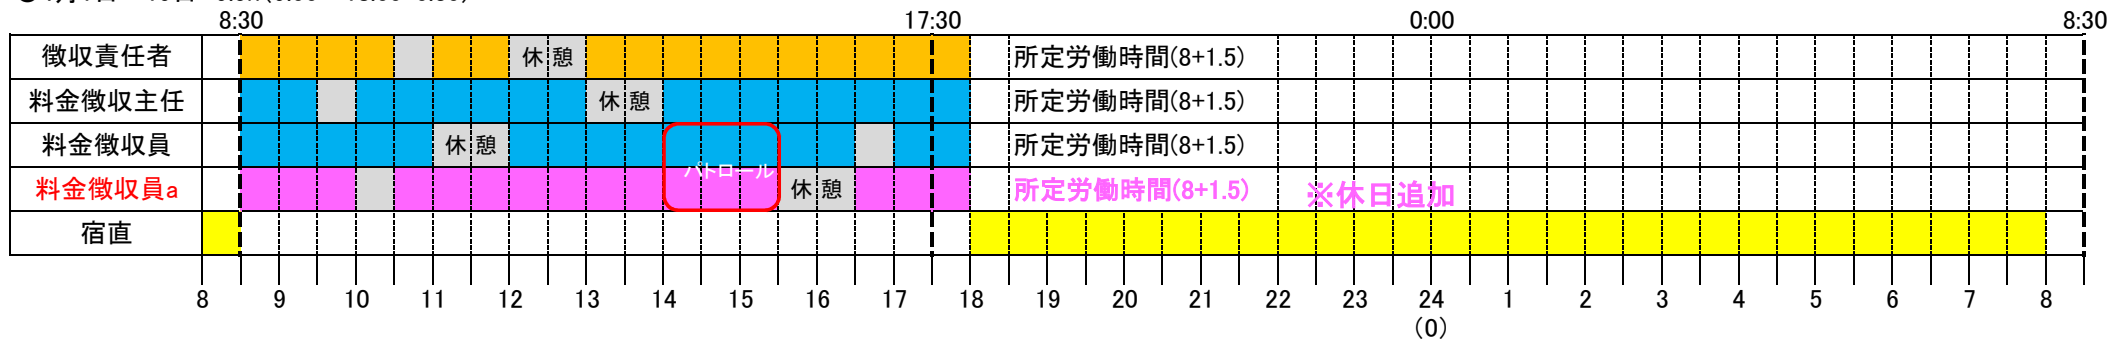 8:30 17:30 0:00 8:30
徴収責任者 休憩 所定労働時間(8+1.5)
料金徴収主任 休憩 所定労働時間(8+1.5)
料金徴収員 休憩 所定労働時間(8+1.5)
パトロール
料金徴収員a 休憩 所定労働時間(8+1.5) ※休日追加
宿直
8 9 10 11 12 13 14 15 16 17 18 19 20 21 22 23 24 1 2 3 4 5 6 7 8
(0)